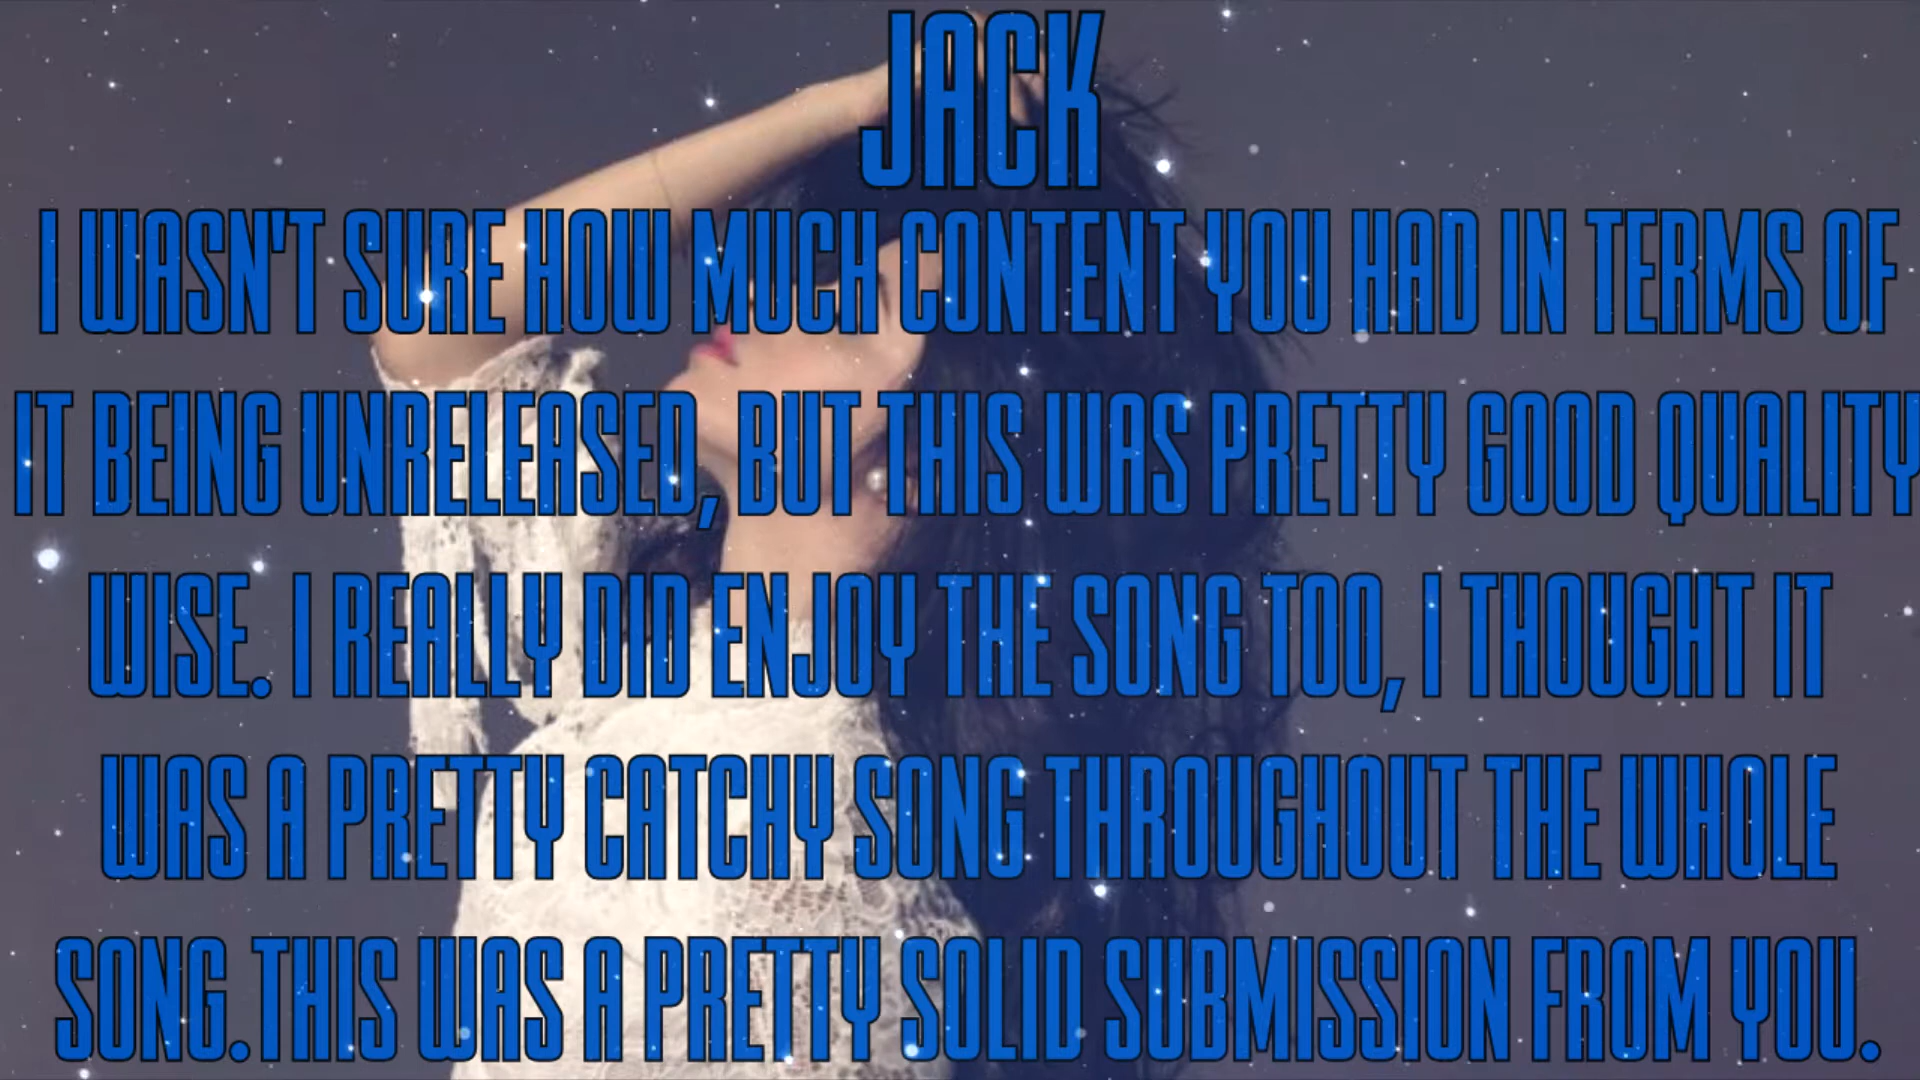 JACK
I WASN'T SURE HOW MUCH CONTENT YOU HAD IN TERMS OF
IT BEING UNRELEASED, BUT THIS WAS PRETTY GOOD QUALITY
WISE. I REALLY DID ENJOY THE SONG TOO, I THOUGHT IT
WAS A PRETTY CATCHY SONG THROUGHOUT THE WHOLE
SONG.THIS WAS A PRETTY SOLID SUBMISSION FROM YOU.